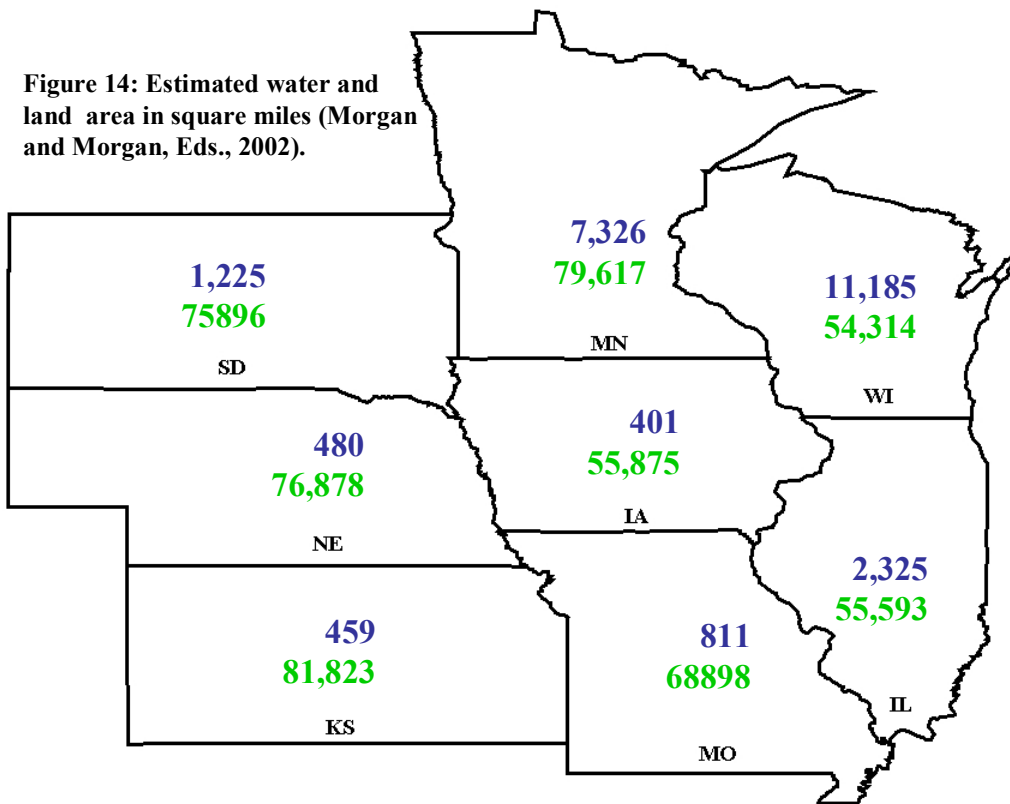 Figure 14: Estimated water and
land area in square miles (Morgan
and Morgan, Eds., 2002).
7,326
79,617
MN
1,225
75896
SD
11,185
54,314
WI
480
76,878
NE
401
55,875
IA
2,325
55,593
IL
459
81,823
KS
811
68898
MO